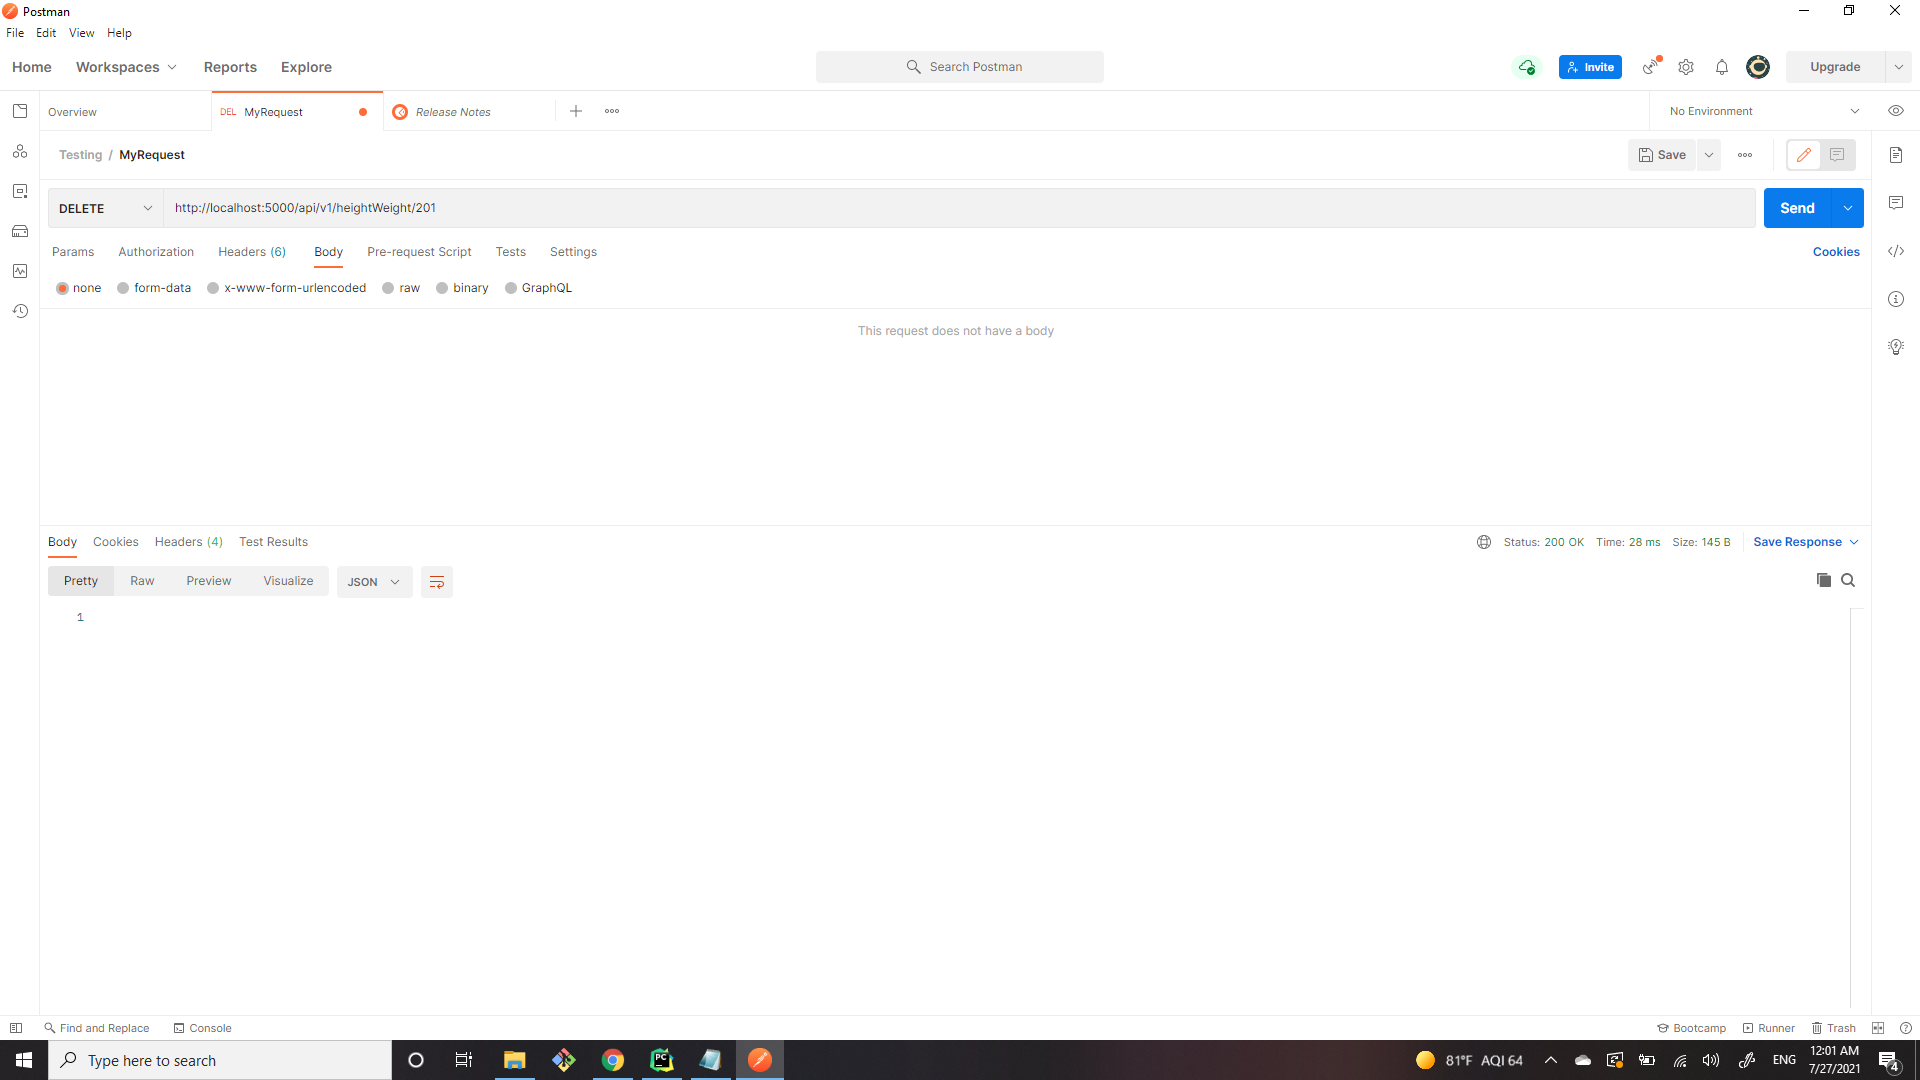 Postman
File Edit View Help
Home Workspaces Reports Explore Search Postman Invite Upgrade
Overview DEL MyRequest Release Notes No Environment
Testing / MyRequest Save
DELETE http://localhost:5000/api/v1/heightWeight/201 Send
Params Authorization Headers (6) Body Pre-request Script Tests Settings Cookies
none form-data x-www-form-urlencoded raw binary GraphQL
This request does not have a body
Body Cookies Headers (4) Test Results Status: 200 OK Time: 28 ms Size: 145 B Save Response
Pretty Raw Preview Visualize JSON
1
Find and Replace Console Bootcamp Runner Trash
Type here to search PC 81°F AQI 64 ENG 12:01 AM
7/27/2021 4